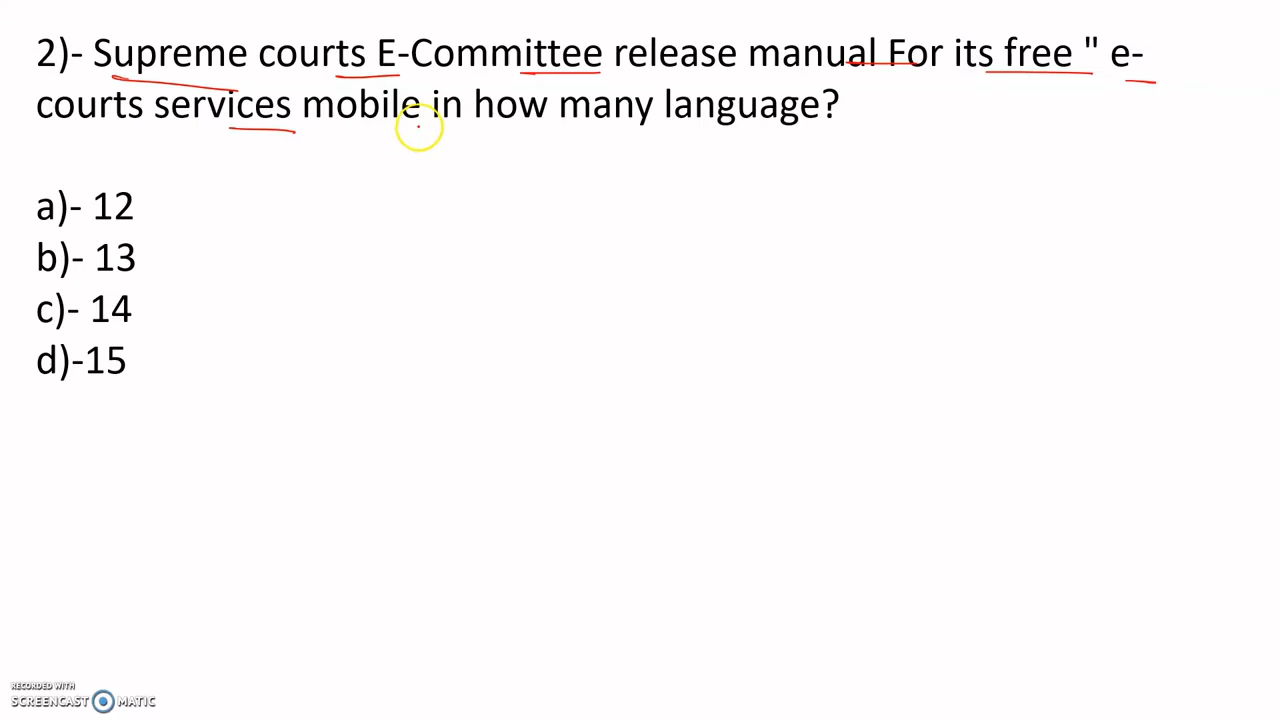 2)- Supreme courts E-Committee release manual For its free " e-
courts services mobile in how many language?
a)- 12
b)- 13
c)- 14
d)-15
RECORDED WITH
SCREENCAST MATIC